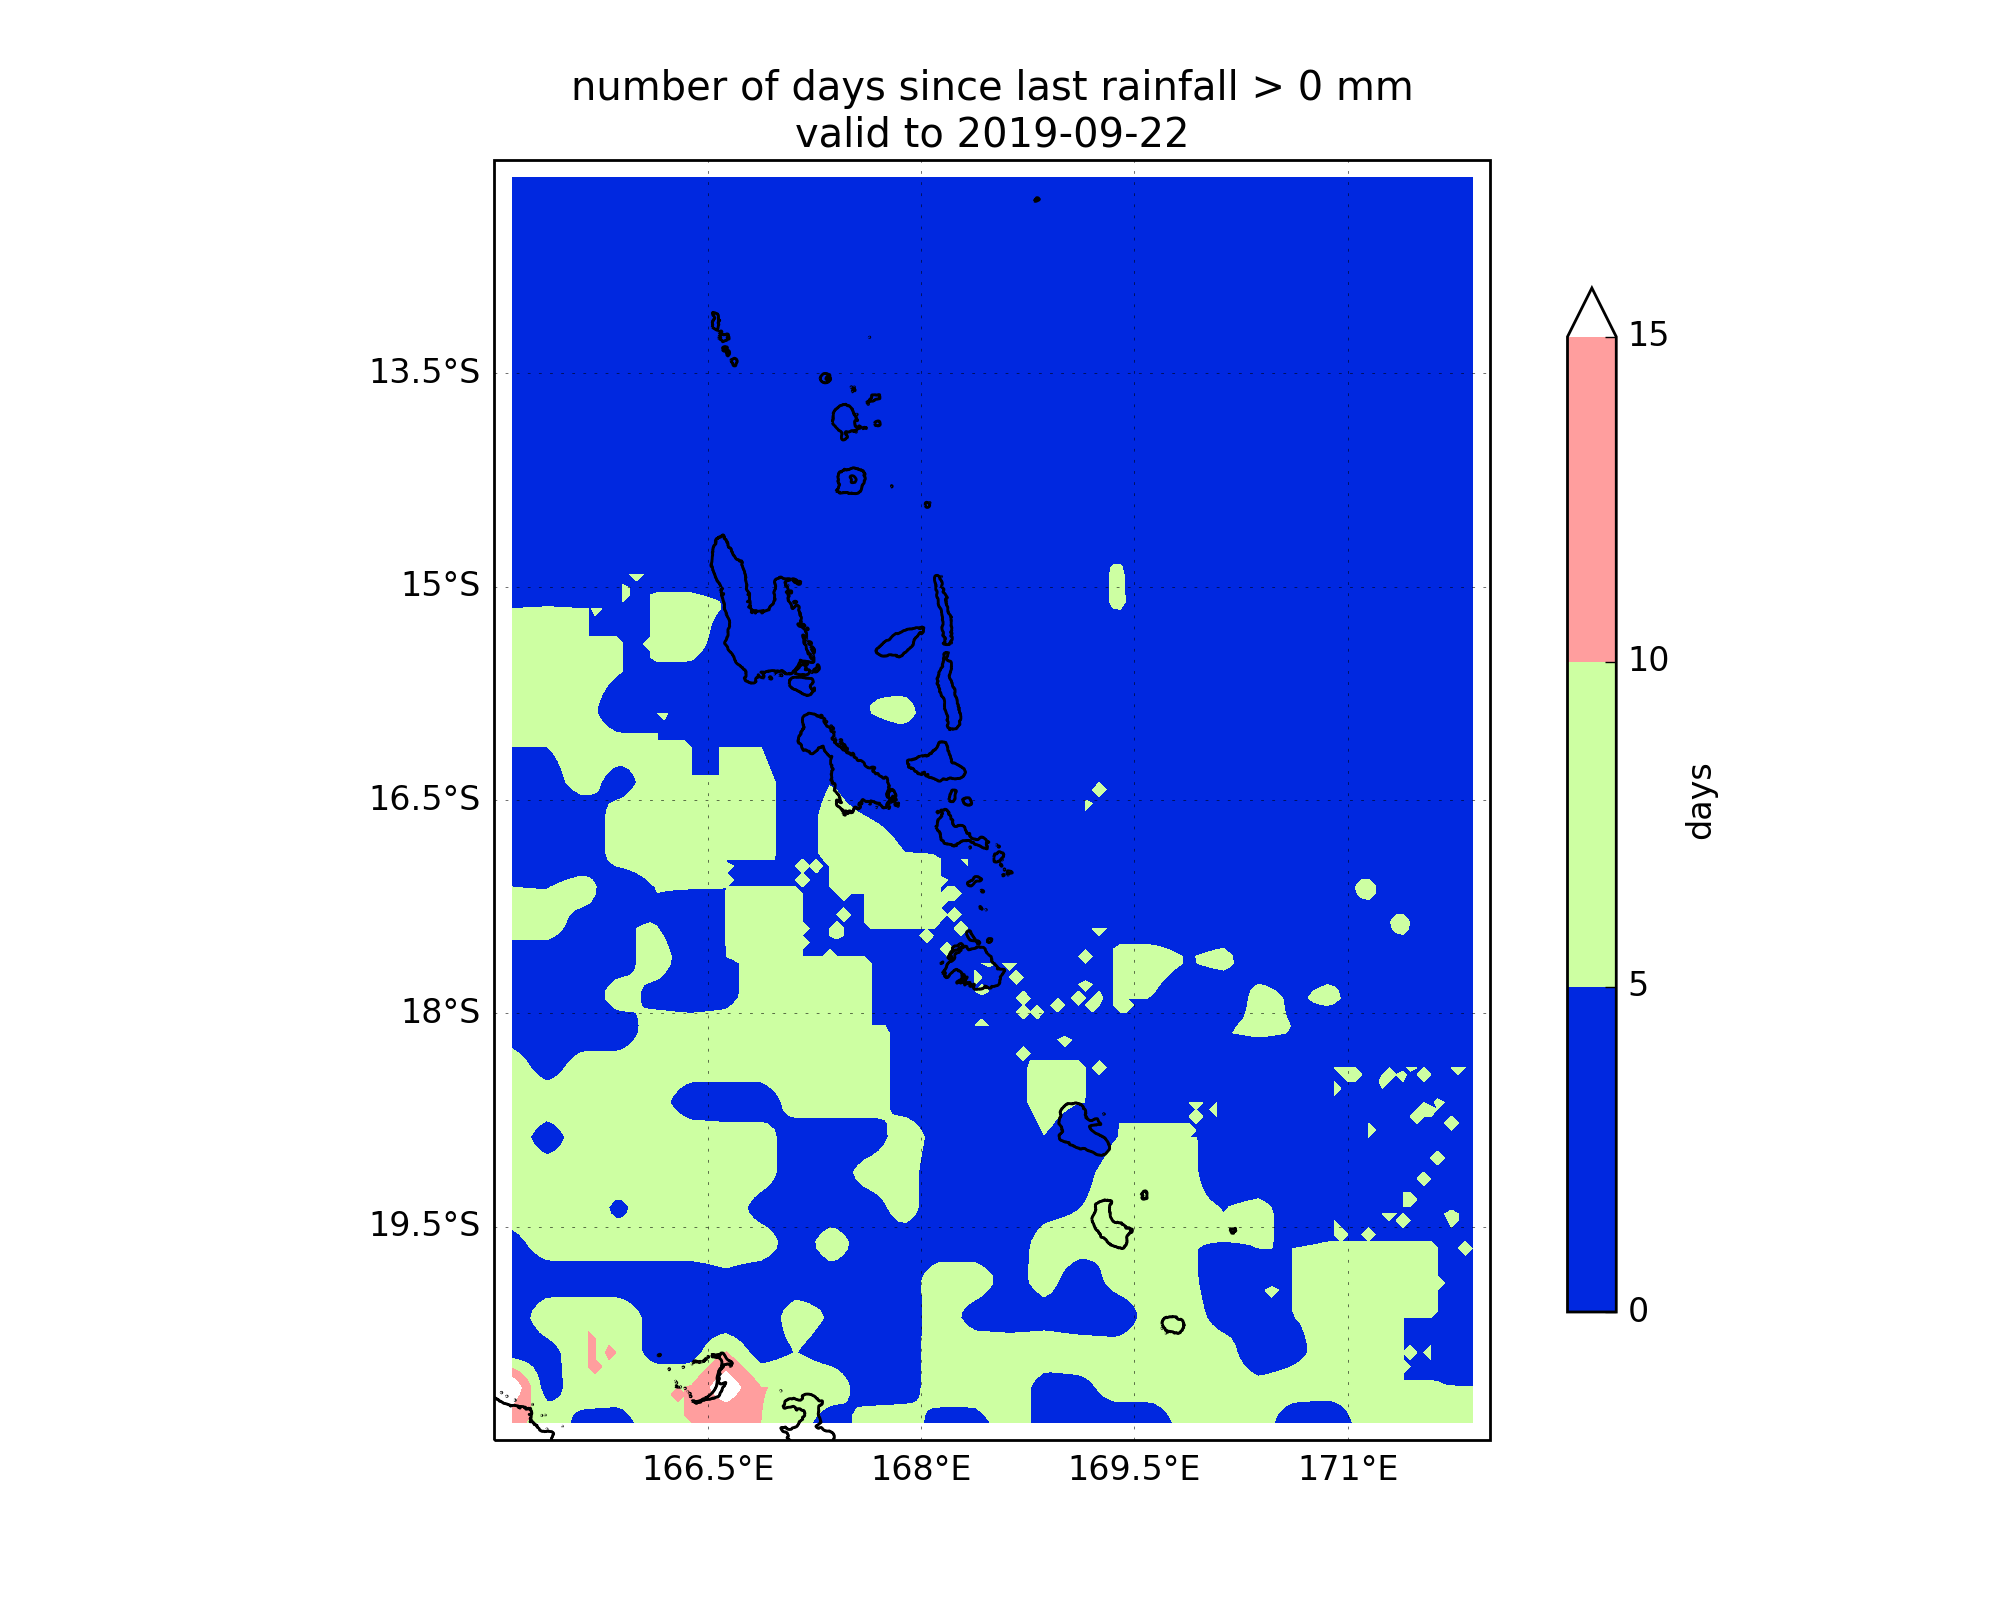 number of days since last rainfall > 0 mm
valid to 2019-09-22
13.5°S
15°S
16.5°S
18°S
19.5°S
166.5°E
168°E
169.5°E
171°E
15
10
5
0
days